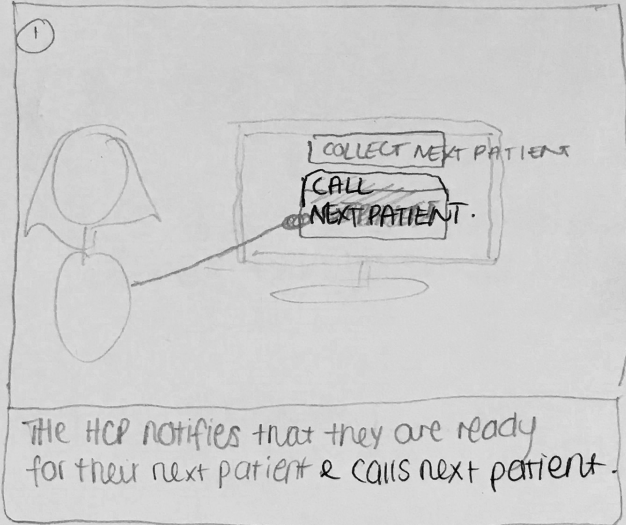 1
COLLECT NEXT PATIENT
CALL
NEXT PATIENT.
THE HCP notifies that they are ready
for their next patient & calls next patient.